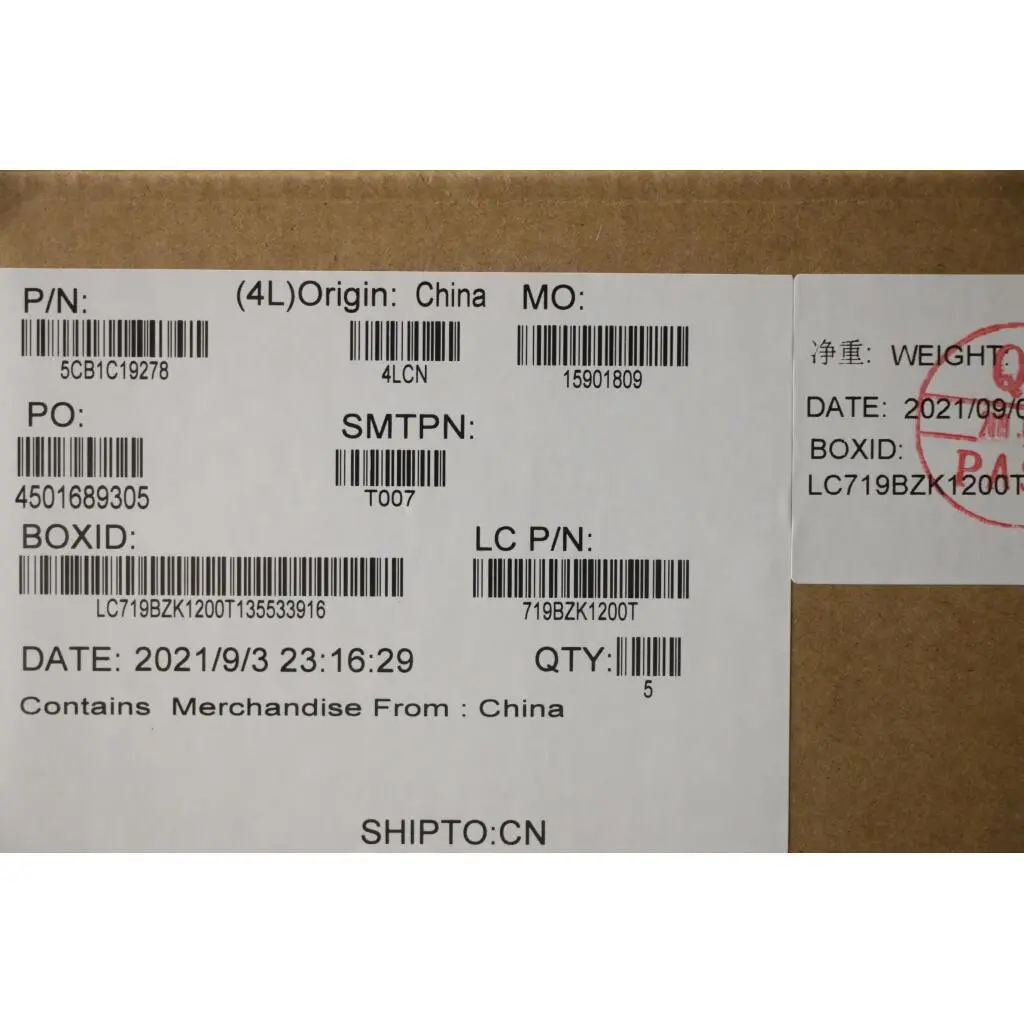 P/N: (4L)Origin: China MO:
5CB1C19278 4LCN 15901809
PO: SMTPN:
4501689305 T007
BOXID: LC P/N:
LC719BZK1200T135533916 719BZK1200T
DATE: 2021/9/3 23:16:29 QTY:
5
Contains Merchandise From : China
SHIPTO:CN
净重: WEIGHT:
DATE: 2021/09/0
BOXID:
LC719BZK1200T